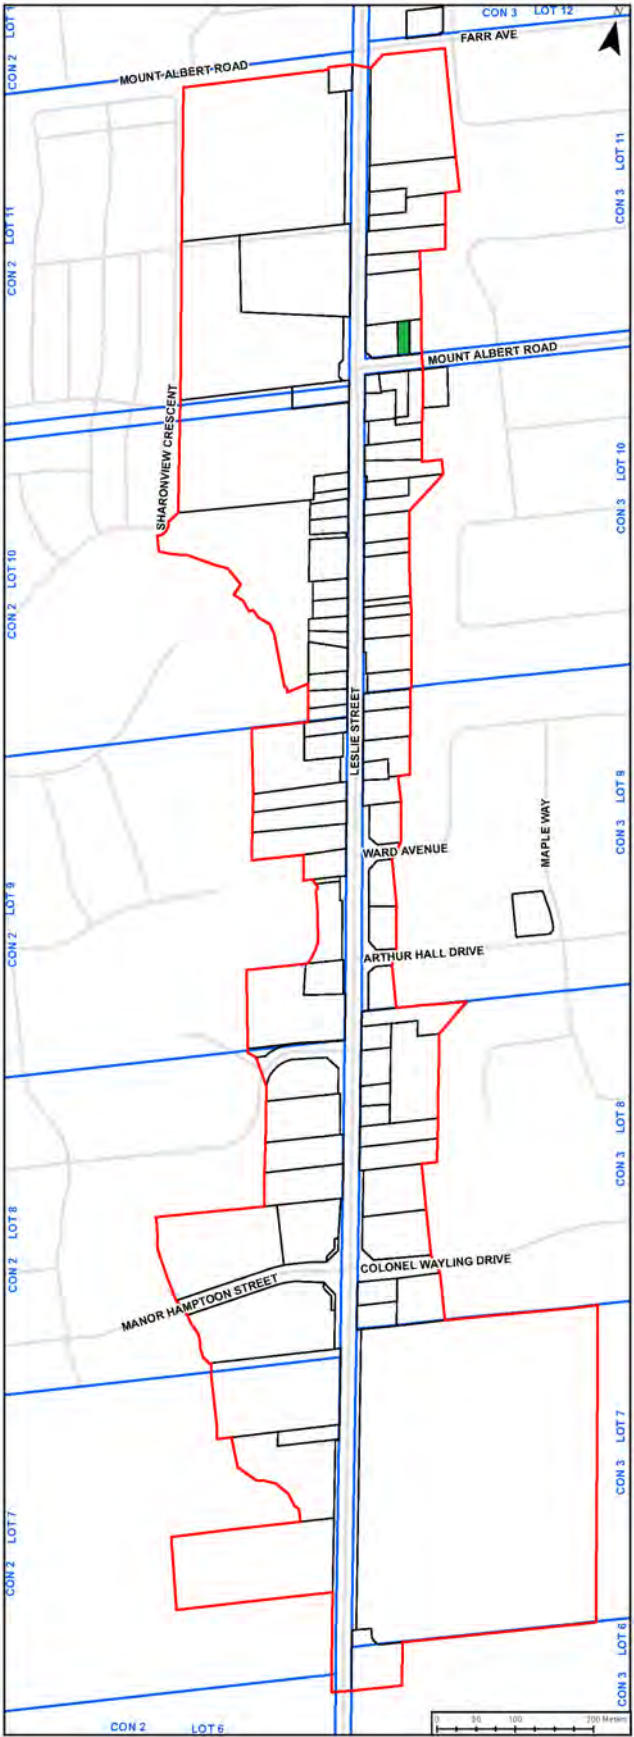 CON 3 LOT 12
N
CON 2 LOT 1
FARR AVE
MOUNT-ALBERT-ROAD
CON 3 LOT 11
CON 2 LOT 11
MOUNT ALBERT ROAD
SHARONVIEW CRESCENT
CON 3 LOT 10
CON 2 LOT 10
LESLIE STREET
CON 3 LOT 9
MAPLE WAY
WARD AVENUE
CON 2 LOT 9
ARTHUR HALL DRIVE
CON 3 LOT 8
CON 2 LOT 8
COLONEL WAYLING DRIVE
MANOR HAMPTOON STREET
CON 3 LOT 7
CON 2 LOT 7
CON 3 LOT 6
CON 2 LOT 6
0 50 100 200 Meters